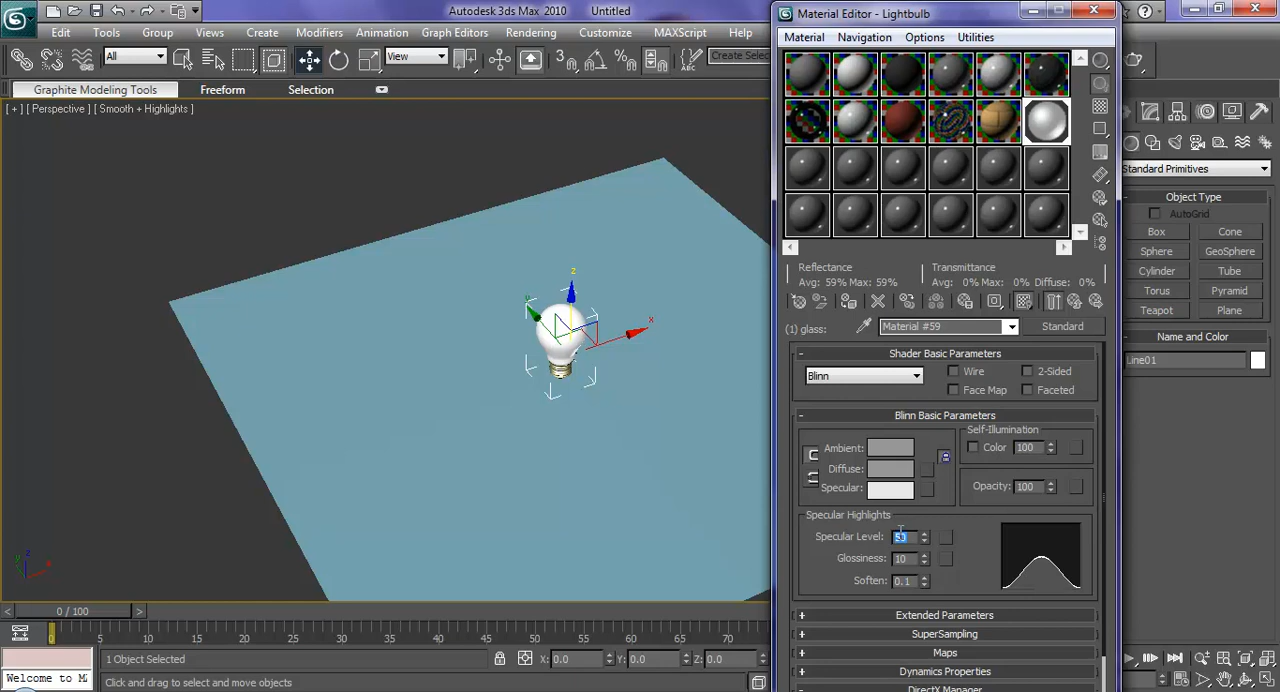 Autodesk 3ds Max 2010 Untitled
Edit Tools Group Views Create Modifiers Animation Graph Editors Rendering Customize MAXScript Help
All View Create Selec
Graphite Modeling Tools Freeform Selection
[ + ] [ Perspective ] [ Smooth + Highlights ]
z
x
Material Editor - Lightbulb
Material Navigation Options Utilities
Reflectance Transmittance
Avg: 59% Max: 59% Avg: 0% Max: 0% Diffuse: 0%
(1) glass: Material #59 Standard
Shader Basic Parameters
Blinn Wire 2-Sided
Face Map Faceted
Blinn Basic Parameters
Self-Illumination
Ambient: Color 100
Diffuse:
Specular: Opacity: 100
Specular Highlights
Specular Level:
Glossiness: 10
Soften: 0.1
Extended Parameters
SuperSampling
Maps
Dynamics Properties
DirectX Manager
Standard Primitives
Object Type
AutoGrid
Box Cone
Sphere GeoSphere
Cylinder Tube
Torus Pyramid
Teapot Plane
Name and Color
Line01
0 / 100
0 5 10 15 20 25 30 35 40 45 50 55 60 65 70
1 Object Selected X: 0.0 Y: 0.0 Z: 0.0
Welcome to M
Click and drag to select and move objects